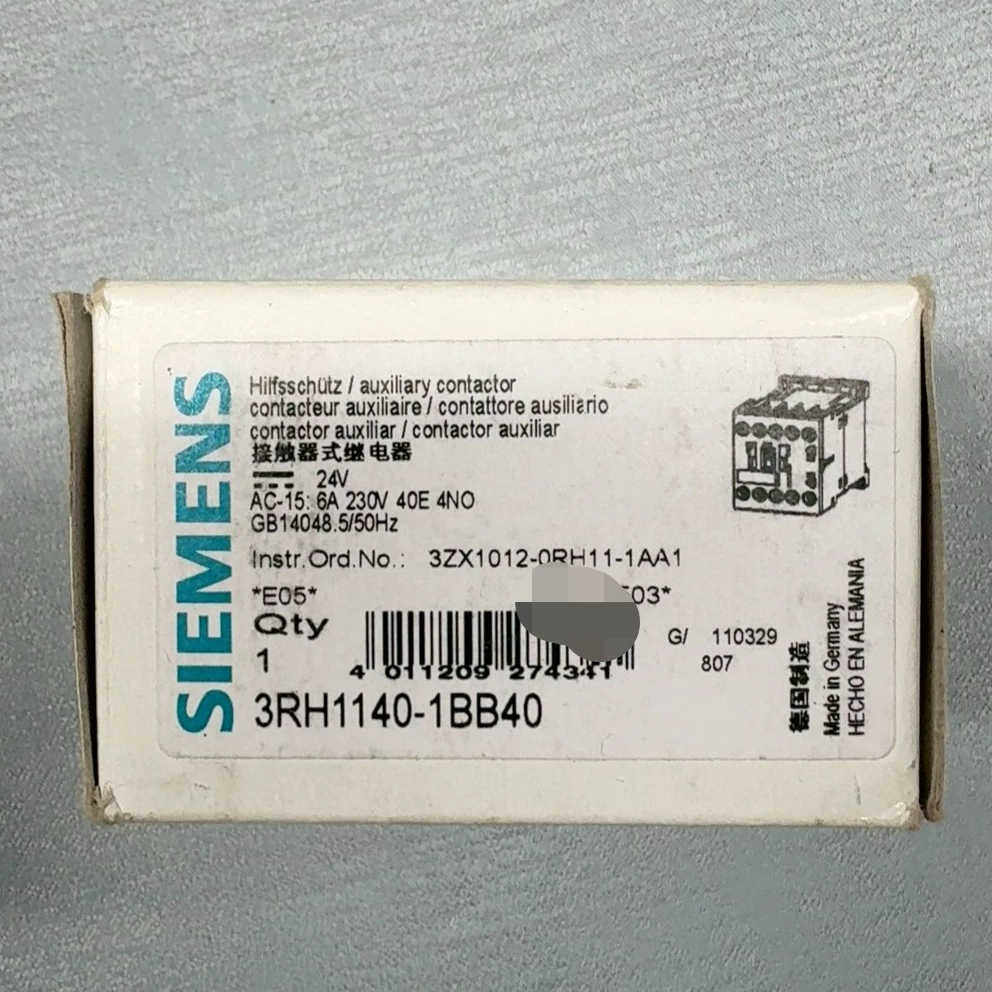 SIEMENS
Hilfsschütz / auxiliary contactor
contacteur auxiliaire / contattore ausiliario
contactor auxiliar / contactor auxiliar
接触器式继电器
24V
AC-15: 6A 230V 40E 4NO
GB14048.5/50Hz
Instr.Ord.No.: 3ZX1012-0RH11-1AA1
*E05* E03*
Qty
1
4 011209 274341
G/ 110329
807
3RH1140-1BB40
德国制造
Made in Germany
HECHO EN ALEMANIA